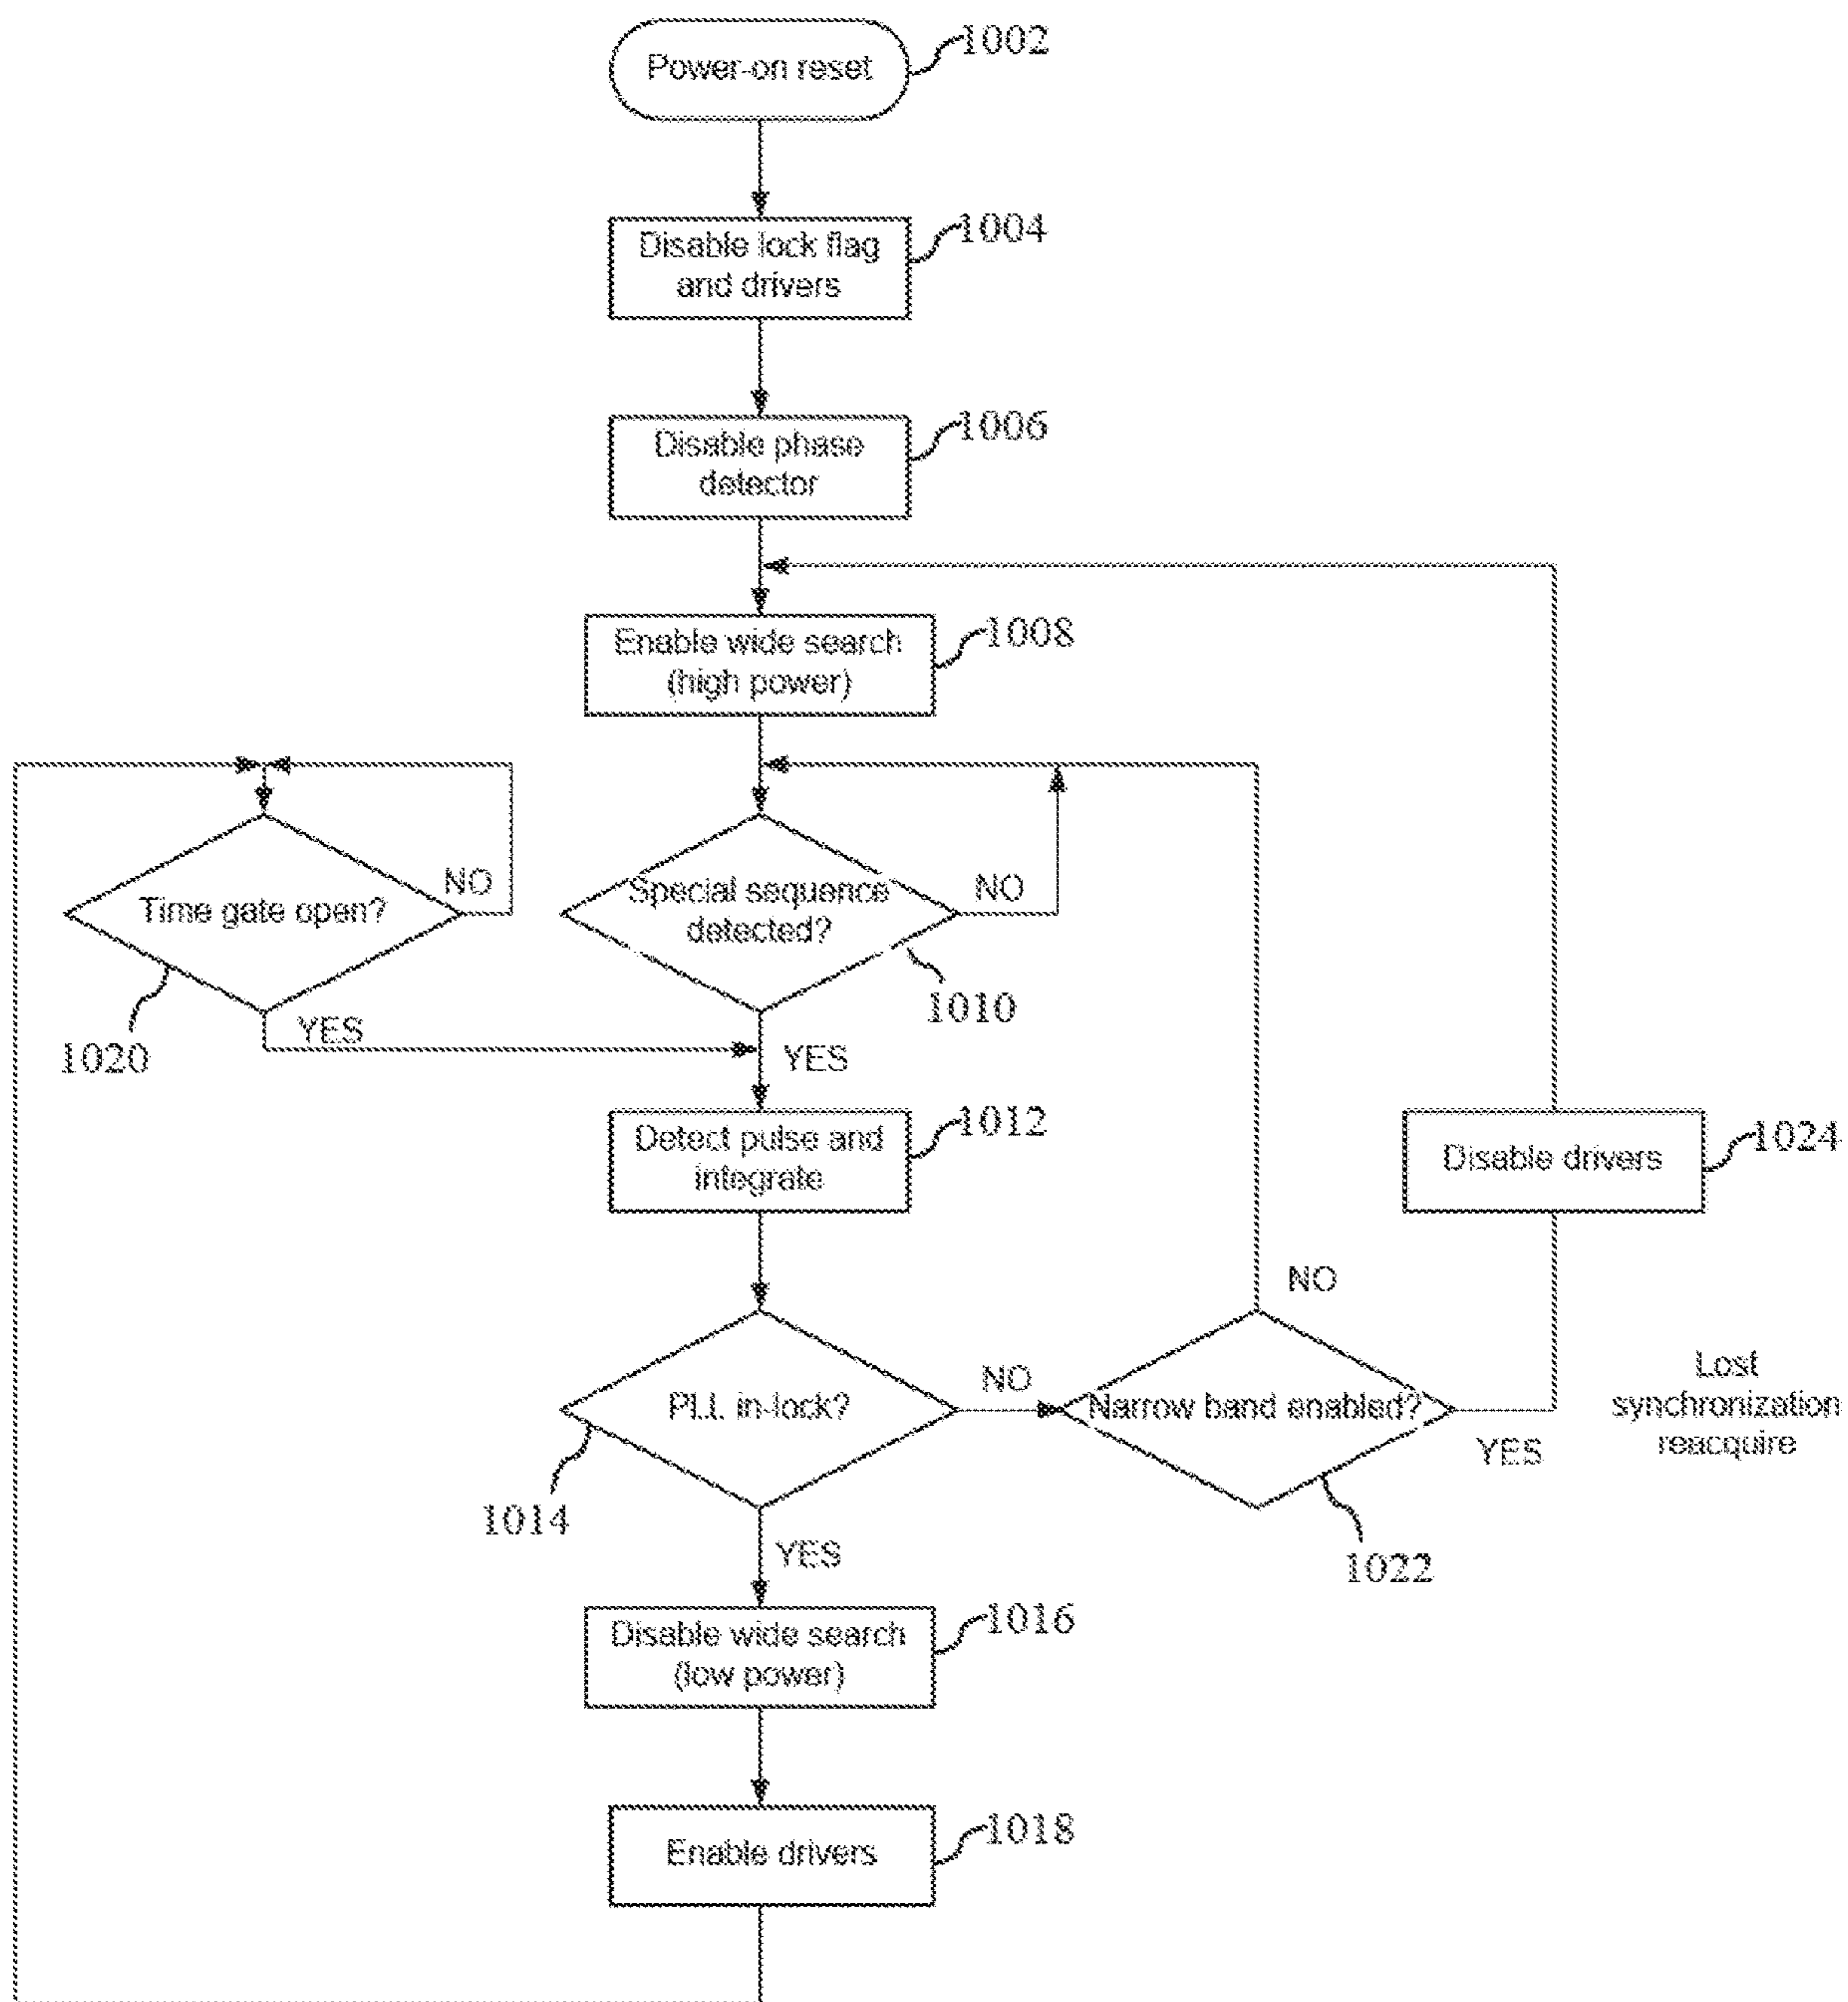 Power-on reset
1002
Disable lock flag
and drivers
1004
Disable phase
detector
1006
Enable wide search
(high power)
1008
Time gate open?
NO
YES
1020
Special sequence
detected?
NO
1010
YES
Detect pulse and
integrate
1012
Disable drivers
1024
PLL in-lock?
NO
1014
YES
Narrow band enabled?
NO
YES
1022
Lost
synchronization
reacquire
Disable wide search
(low power)
1016
Enable drivers
1018